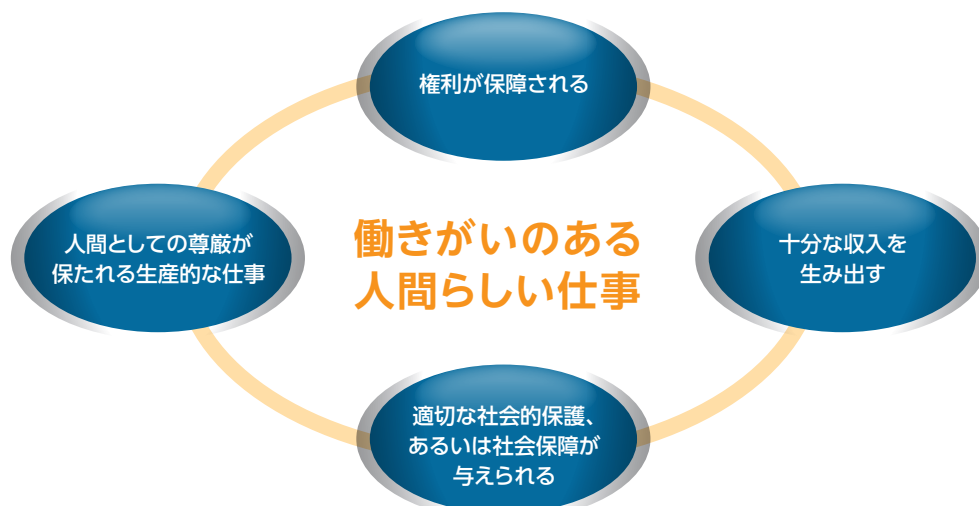 権利が保障される
人間としての尊厳が
保たれる生産的な仕事
働きがいのある
人間らしい仕事
十分な収入を
生み出す
適切な社会的保護、
あるいは社会保障が
与えられる